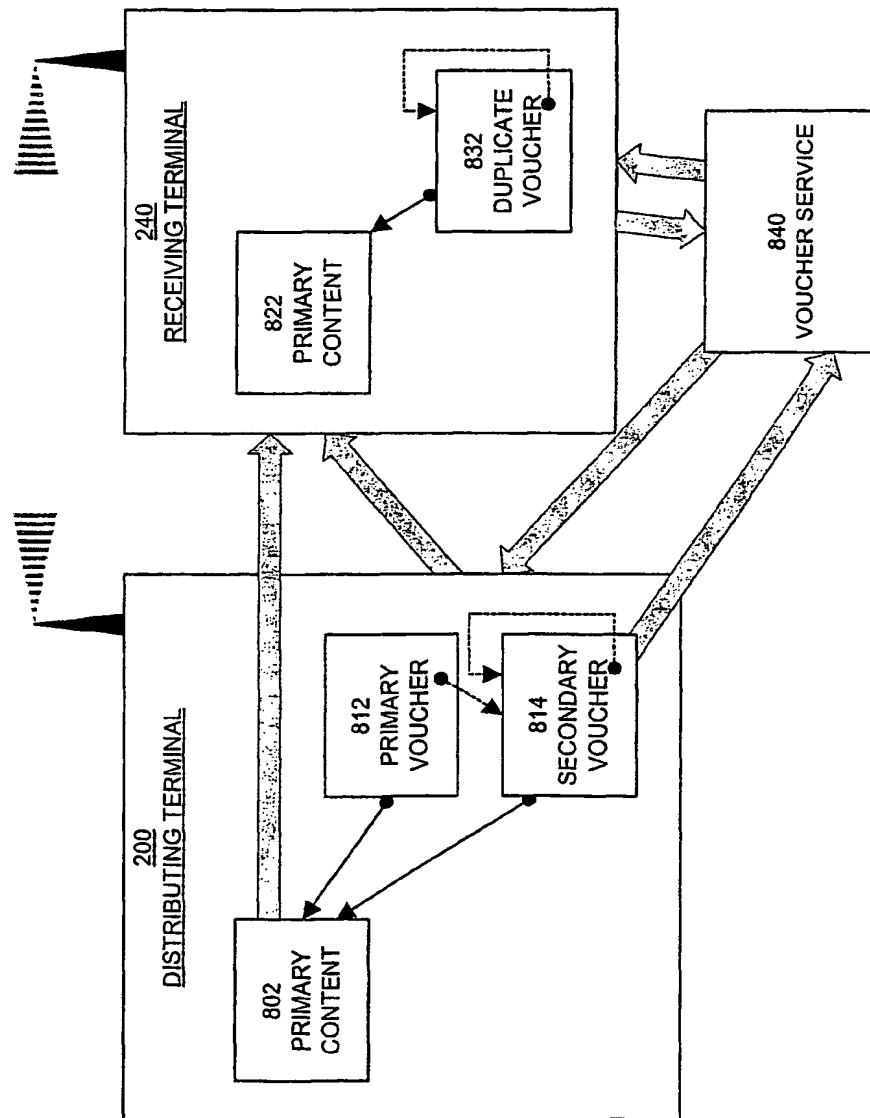 200
DISTRIBUTING TERMINAL
802
PRIMARY
CONTENT
812
PRIMARY
VOUCHER
814
SECONDARY
VOUCHER
240
RECEIVING TERMINAL
822
PRIMARY
CONTENT
832
DUPLICATE
VOUCHER
840
VOUCHER SERVICE